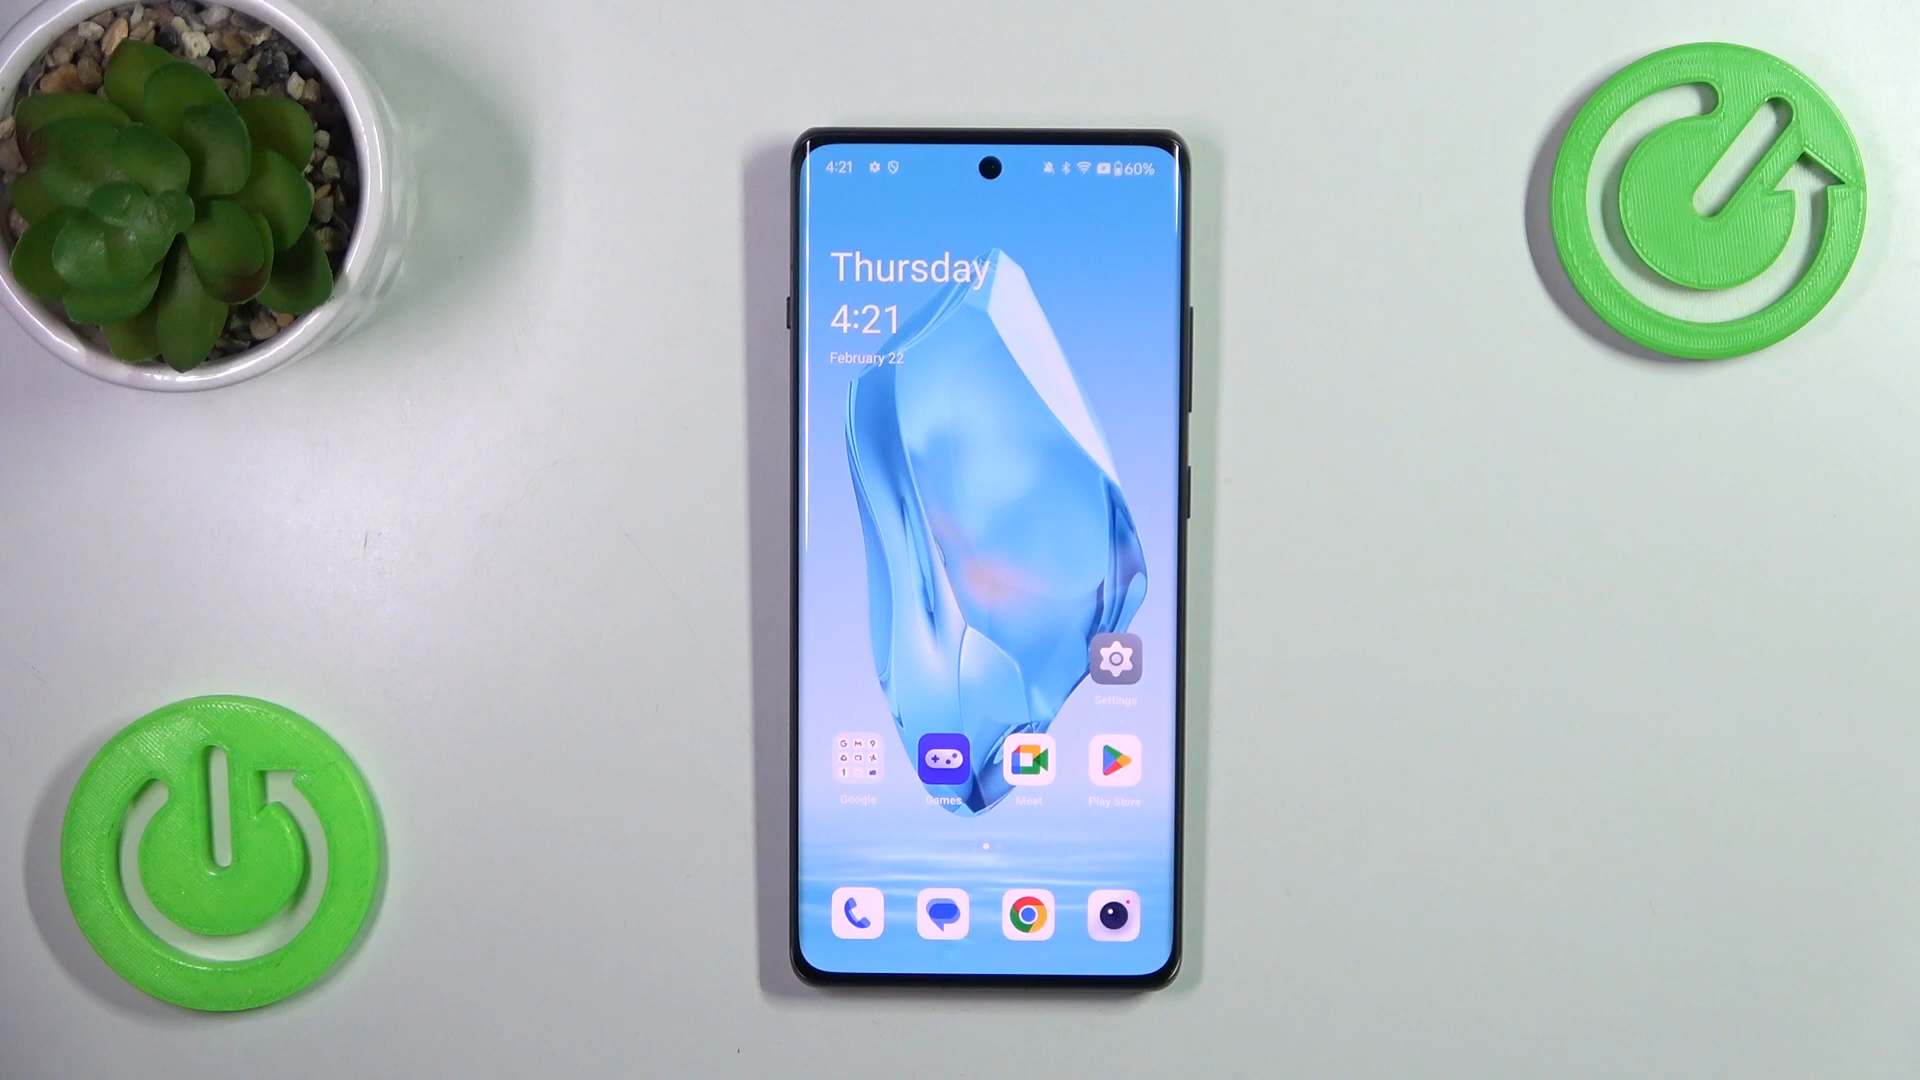 4:21
60%
Thursday
4:21
February 22
Settings
Google
Games
Meet
Play Store